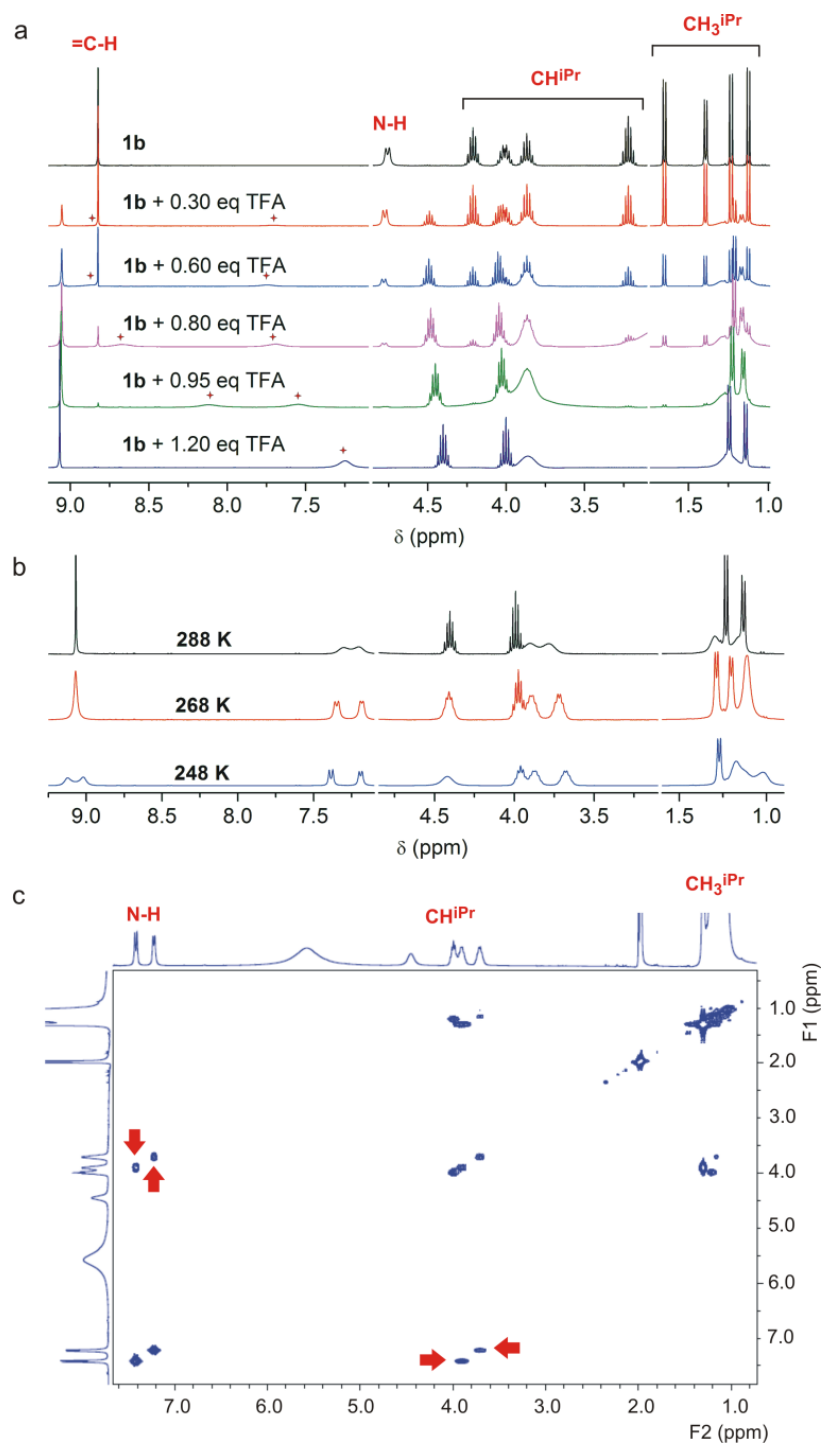 a
=C-H
N-H
CH^iPr
CH₃^iPr
1b
1b + 0.30 eq TFA
1b + 0.60 eq TFA
1b + 0.80 eq TFA
1b + 0.95 eq TFA
1b + 1.20 eq TFA
9.0 8.5 8.0 7.5 4.5 4.0 3.5 1.5 1.0
δ (ppm)
b
288 K
268 K
248 K
9.0 8.5 8.0 7.5 4.5 4.0 3.5 1.5 1.0
δ (ppm)
c
N-H
CH^iPr
CH₃^iPr
F1 (ppm)
1.0
2.0
3.0
4.0
5.0
6.0
7.0
7.0 6.0 5.0 4.0 3.0 2.0 1.0
F2 (ppm)